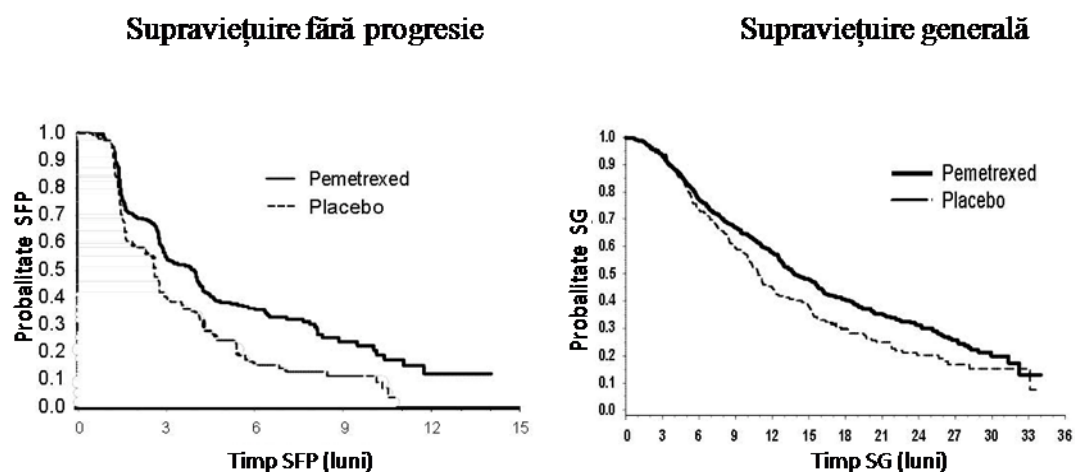 Supraviețuire fără progresie
Supraviețuire generală
Probalitate SFP
1.0
0.9
0.8
0.7
0.6
0.5
0.4
0.3
0.2
0.1
0.0
Pemetrexed
Placebo
0 3 6 9 12 15
Timp SFP (luni)
Probalitate SG
1.0
0.9
0.8
0.7
0.6
0.5
0.4
0.3
0.2
0.1
0.0
Pemetrexed
Placebo
0 3 6 9 12 15 18 21 24 27 30 33 36
Timp SG (luni)